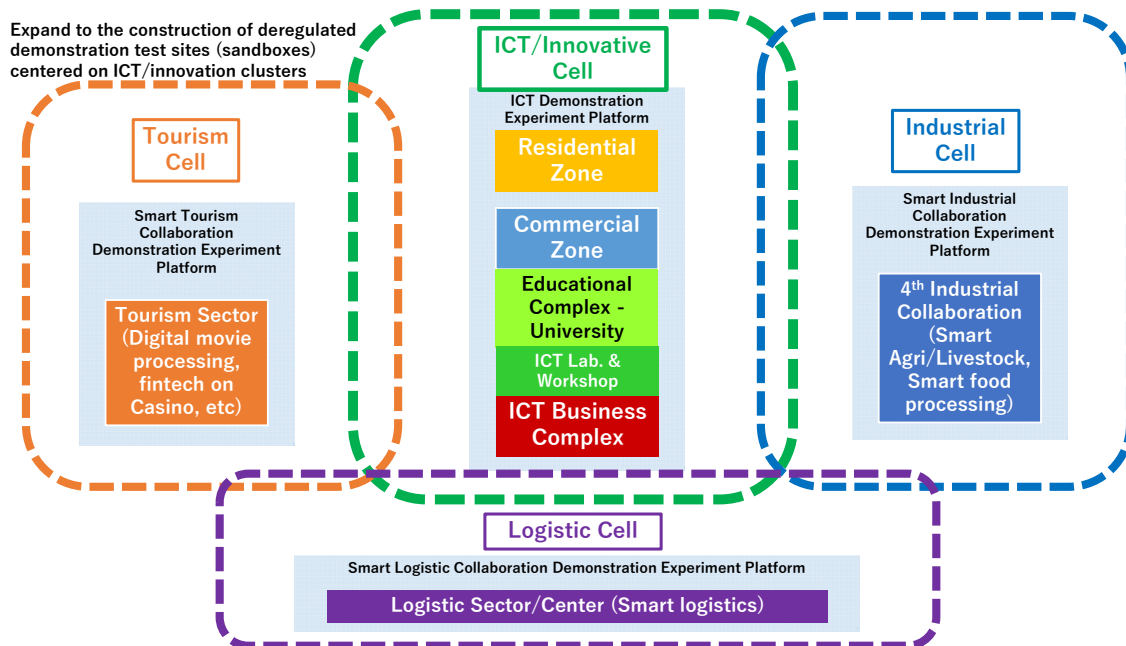 Expand to the construction of deregulated
demonstration test sites (sandboxes)
centered on ICT/innovation clusters
ICT/Innovative
Cell
ICT Demonstration
Experiment Platform
Residential
Zone
Commercial
Zone
Educational
Complex -
University
ICT Lab. &
Workshop
ICT Business
Complex
Tourism
Cell
Smart Tourism
Collaboration
Demonstration Experiment
Platform
Tourism Sector
(Digital movie
processing,
fintech on
Casino, etc)
Industrial
Cell
Smart Industrial
Collaboration
Demonstration Experiment
Platform
4th Industrial
Collaboration
(Smart
Agri/Livestock,
Smart food
processing)
Logistic Cell
Smart Logistic Collaboration Demonstration Experiment Platform
Logistic Sector/Center (Smart logistics)